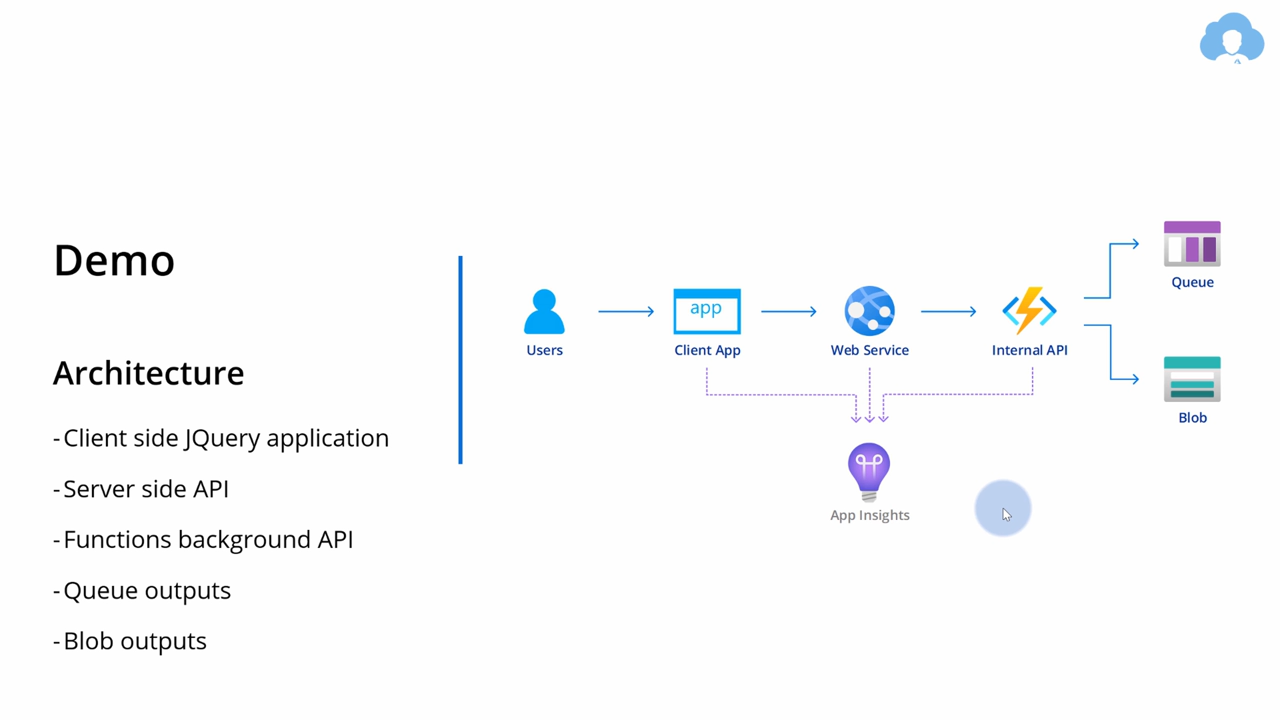 Demo
Architecture
- Client side JQuery application
- Server side API
- Functions background API
- Queue outputs
- Blob outputs
app
Users
Client App
Web Service
Internal API
Queue
Blob
App Insights